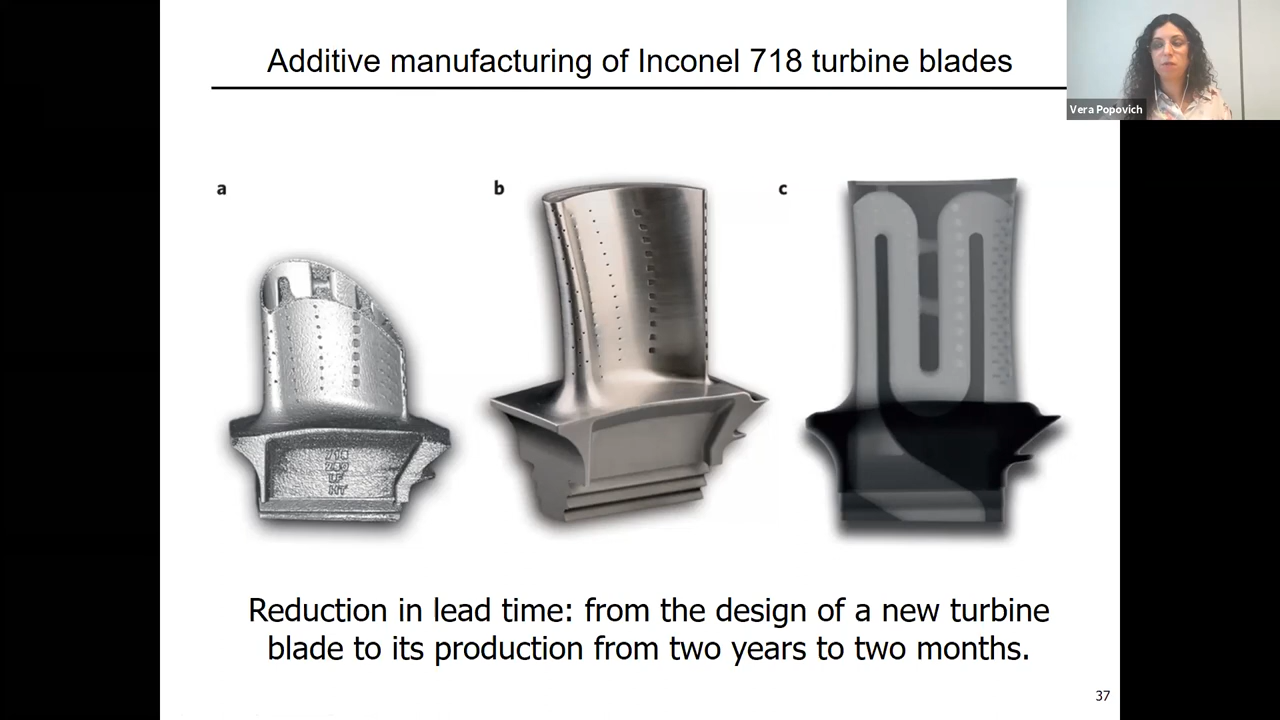 Additive manufacturing of Inconel 718 turbine blades
Vera Popovich
a
b
c
Reduction in lead time: from the design of a new turbine
blade to its production from two years to two months.
37